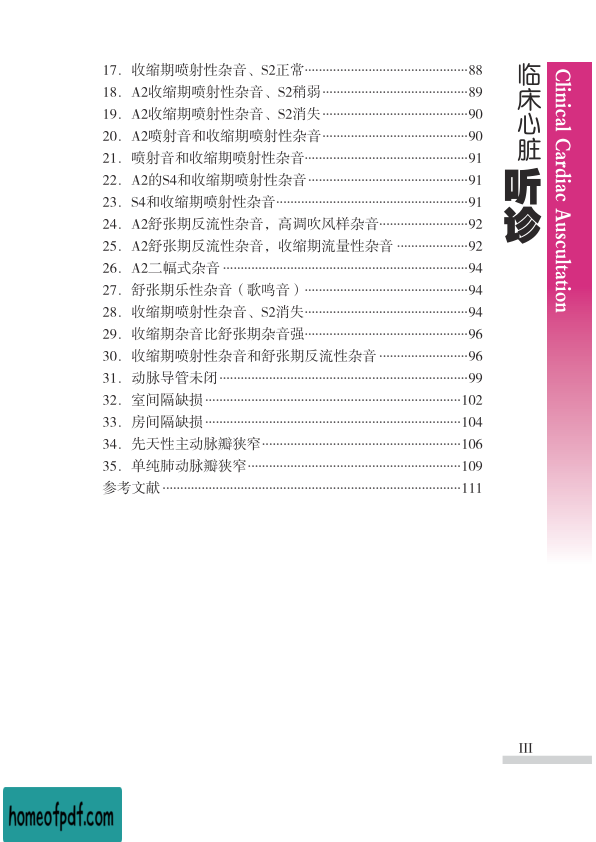 17．收缩期喷射性杂音、S2正常……88
18．A2收缩期喷射性杂音、S2稍弱……89
19．A2收缩期喷射性杂音、S2消失……90
20．A2喷射音和收缩期喷射性杂音……90
21．喷射音和收缩期喷射性杂音……91
22．A2的S4和收缩期喷射性杂音……91
23．S4和收缩期喷射性杂音……91
24．A2舒张期反流性杂音，高调吹风样杂音……92
25．A2舒张期反流性杂音，收缩期流量性杂音……92
26．A2二幅式杂音……94
27．舒张期乐性杂音（歌鸣音）……94
28．收缩期喷射性杂音、S2消失……94
29．收缩期杂音比舒张期杂音强……96
30．收缩期喷射性杂音和舒张期反流性杂音……96
31．动脉导管未闭……99
32．室间隔缺损……102
33．房间隔缺损……104
34．先天性主动脉瓣狭窄……106
35．单纯肺动脉瓣狭窄……109
参考文献……111
临床心脏听诊
Clinical Cardiac Auscultation
III
homeofpdf.com